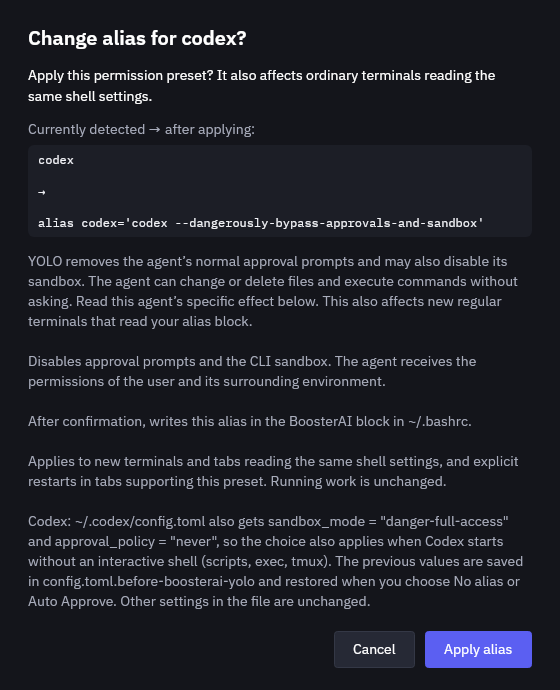 Change alias for codex?
Apply this permission preset? It also affects ordinary terminals reading the
same shell settings.
Currently detected → after applying:
codex
→
alias codex='codex --dangerously-bypass-approvals-and-sandbox'
YOLO removes the agent’s normal approval prompts and may also disable its
sandbox. The agent can change or delete files and execute commands without
asking. Read this agent’s specific effect below. This also affects new regular
terminals that read your alias block.
Disables approval prompts and the CLI sandbox. The agent receives the
permissions of the user and its surrounding environment.
After confirmation, writes this alias in the BoosterAI block in ~/.bashrc.
Applies to new terminals and tabs reading the same shell settings, and explicit
restarts in tabs supporting this preset. Running work is unchanged.
Codex: ~/.codex/config.toml also gets sandbox_mode = "danger-full-access"
and approval_policy = "never", so the choice also applies when Codex starts
without an interactive shell (scripts, exec, tmux). The previous values are saved
in config.toml.before-boosterai-yolo and restored when you choose No alias or
Auto Approve. Other settings in the file are unchanged.
Cancel
Apply alias